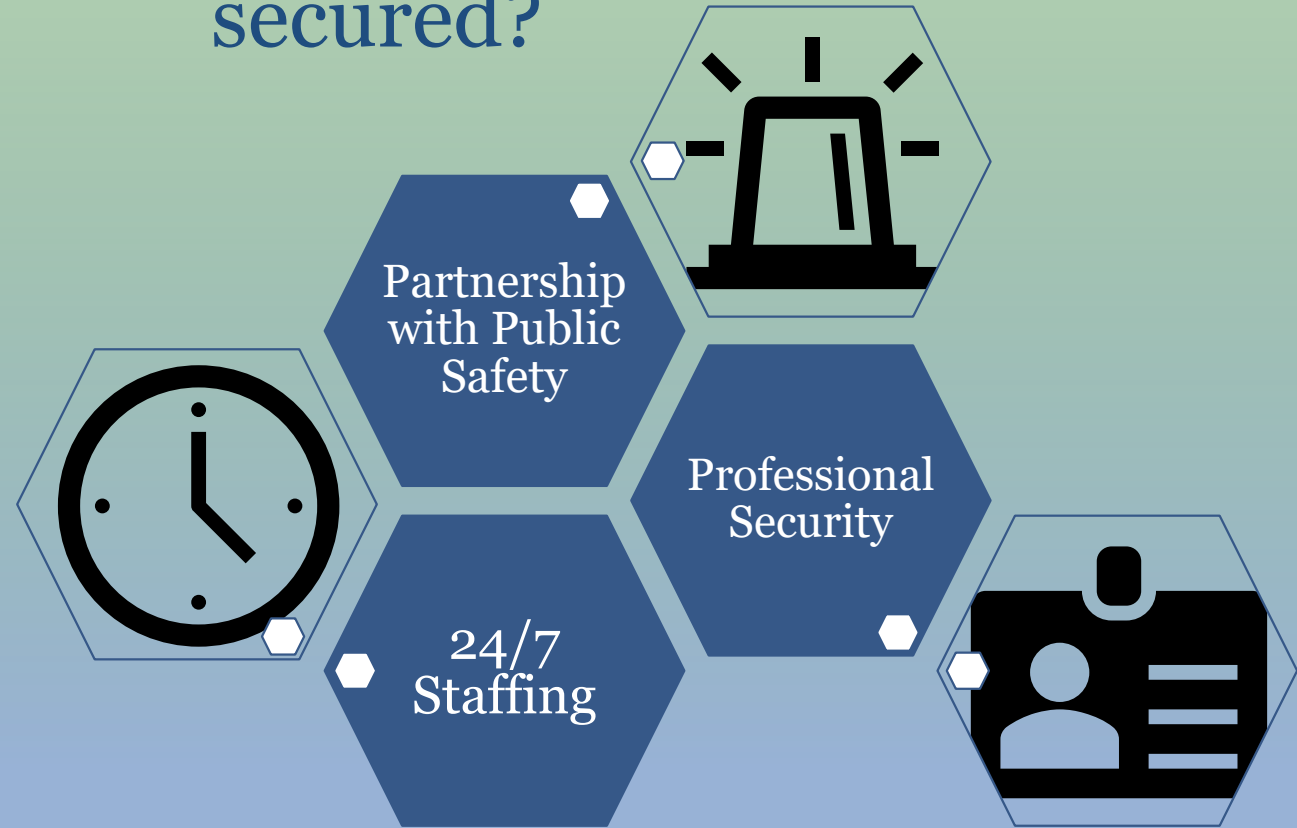 secured?
Partnership
with Public
Safety
Professional
Security
24/7
Staffing